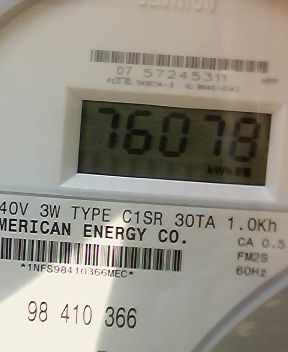 07 57245311
76078
kWh
40V 3W TYPE C1SR 30TA 1.0Kh
MERICAN ENERGY CO.
CA 0.5
*1NFS98410366MEC*
FM2S
60Hz
98 410 366